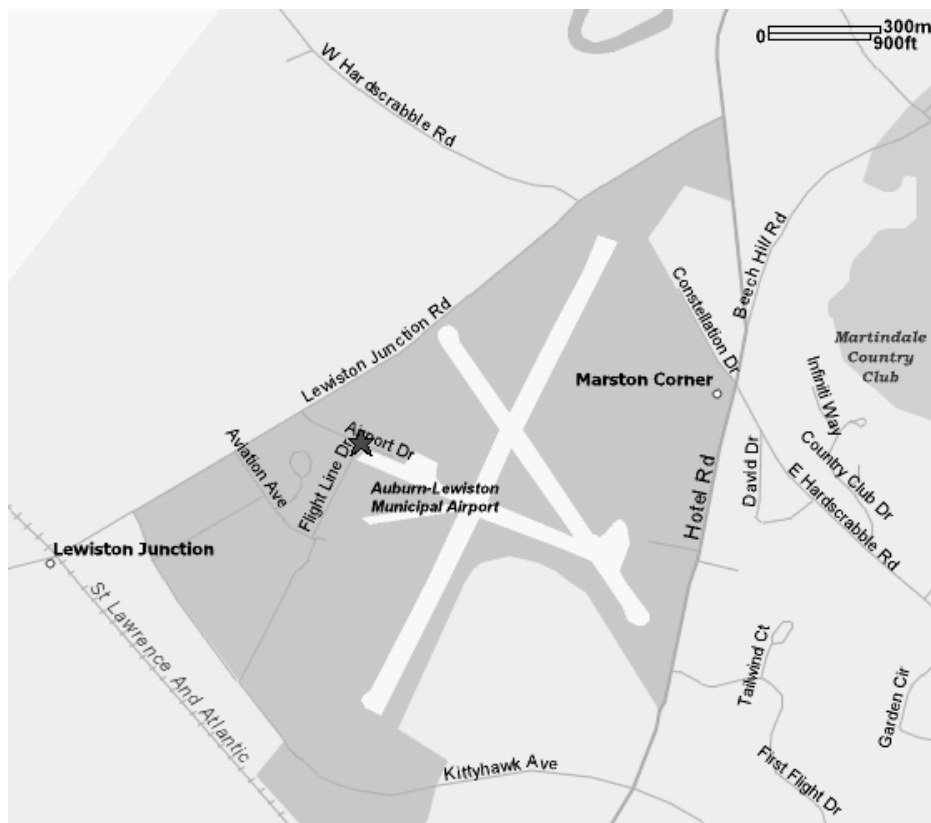 300m
0
900ft
W Hardscrabble Rd
Beech Hill Rd
Constellation Dr
Lewiston Junction Rd
Martindale
Country
Club
Marston Corner
Infiniti Way
Airport Dr
Aviation Ave
Flight Line Dr
Country Club Dr
David Dr
E Hardscrabble Rd
Auburn-Lewiston
Municipal Airport
Hotel Rd
Lewiston Junction
St Lawrence And Atlantic
Tailwind Ct
Garden Cir
Kittyhawk Ave
First Flight Dr